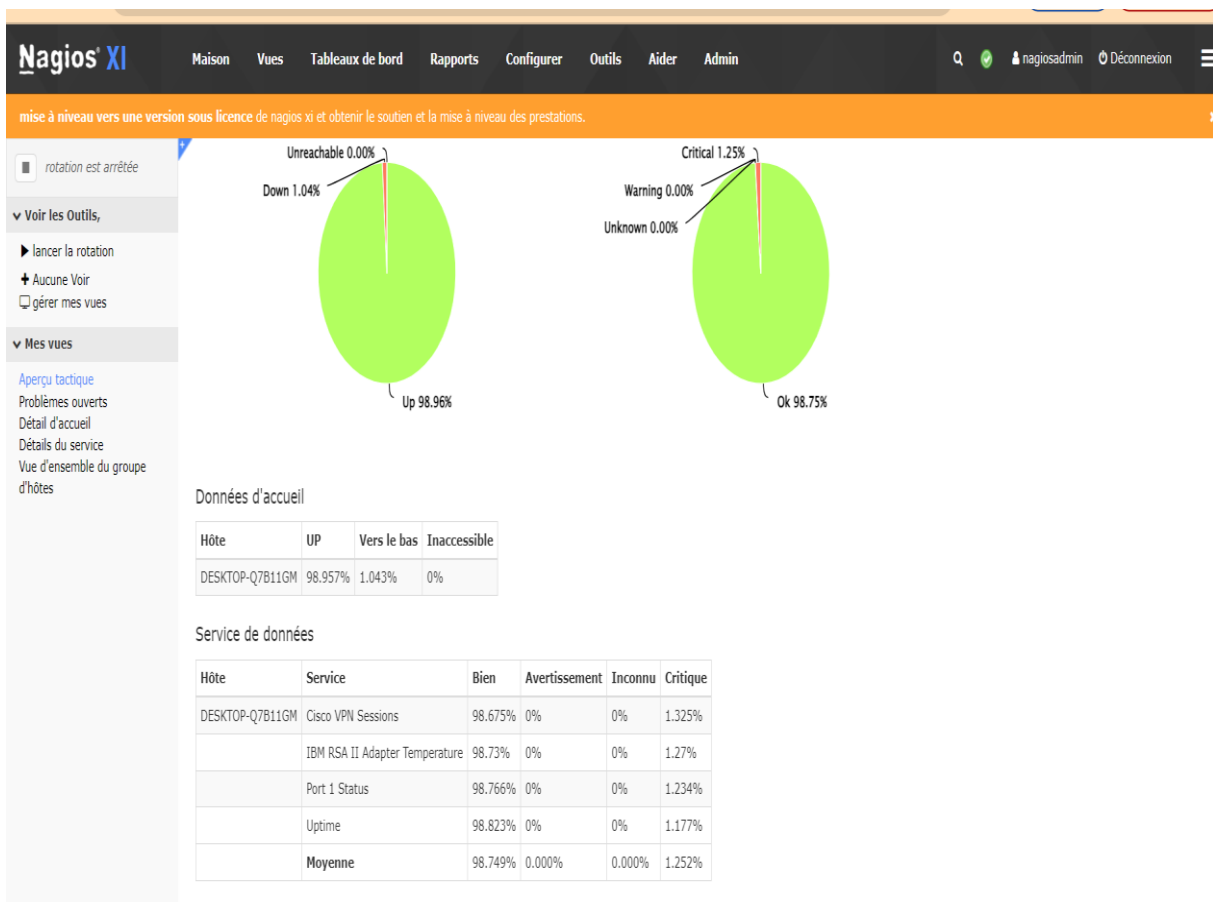 Nagios® XI Maison Vues Tableaux de bord Rapports Configurer Outils Aider Admin nagiosadmin Déconnexion
mise à niveau vers une version sous licence de nagios xi et obtenir le soutien et la mise à niveau des prestations.
rotation est arrêtée
Voir les Outils,
lancer la rotation
Aucune Voir
gérer mes vues
Mes vues
Aperçu tactique
Problèmes ouverts
Détail d'accueil
Détails du service
Vue d'ensemble du groupe
d'hôtes
Unreachable 0.00%
Down 1.04%
Up 98.96%
Critical 1.25%
Warning 0.00%
Unknown 0.00%
Ok 98.75%
Données d'accueil
Hôte UP Vers le bas Inaccessible
DESKTOP-Q7B11GM 98.957% 1.043% 0%
Service de données
Hôte Service Bien Avertissement Inconnu Critique
DESKTOP-Q7B11GM Cisco VPN Sessions 98.675% 0% 0% 1.325%
IBM RSA II Adapter Temperature 98.73% 0% 0% 1.27%
Port 1 Status 98.766% 0% 0% 1.234%
Uptime 98.823% 0% 0% 1.177%
Moyenne 98.749% 0.000% 0.000% 1.252%